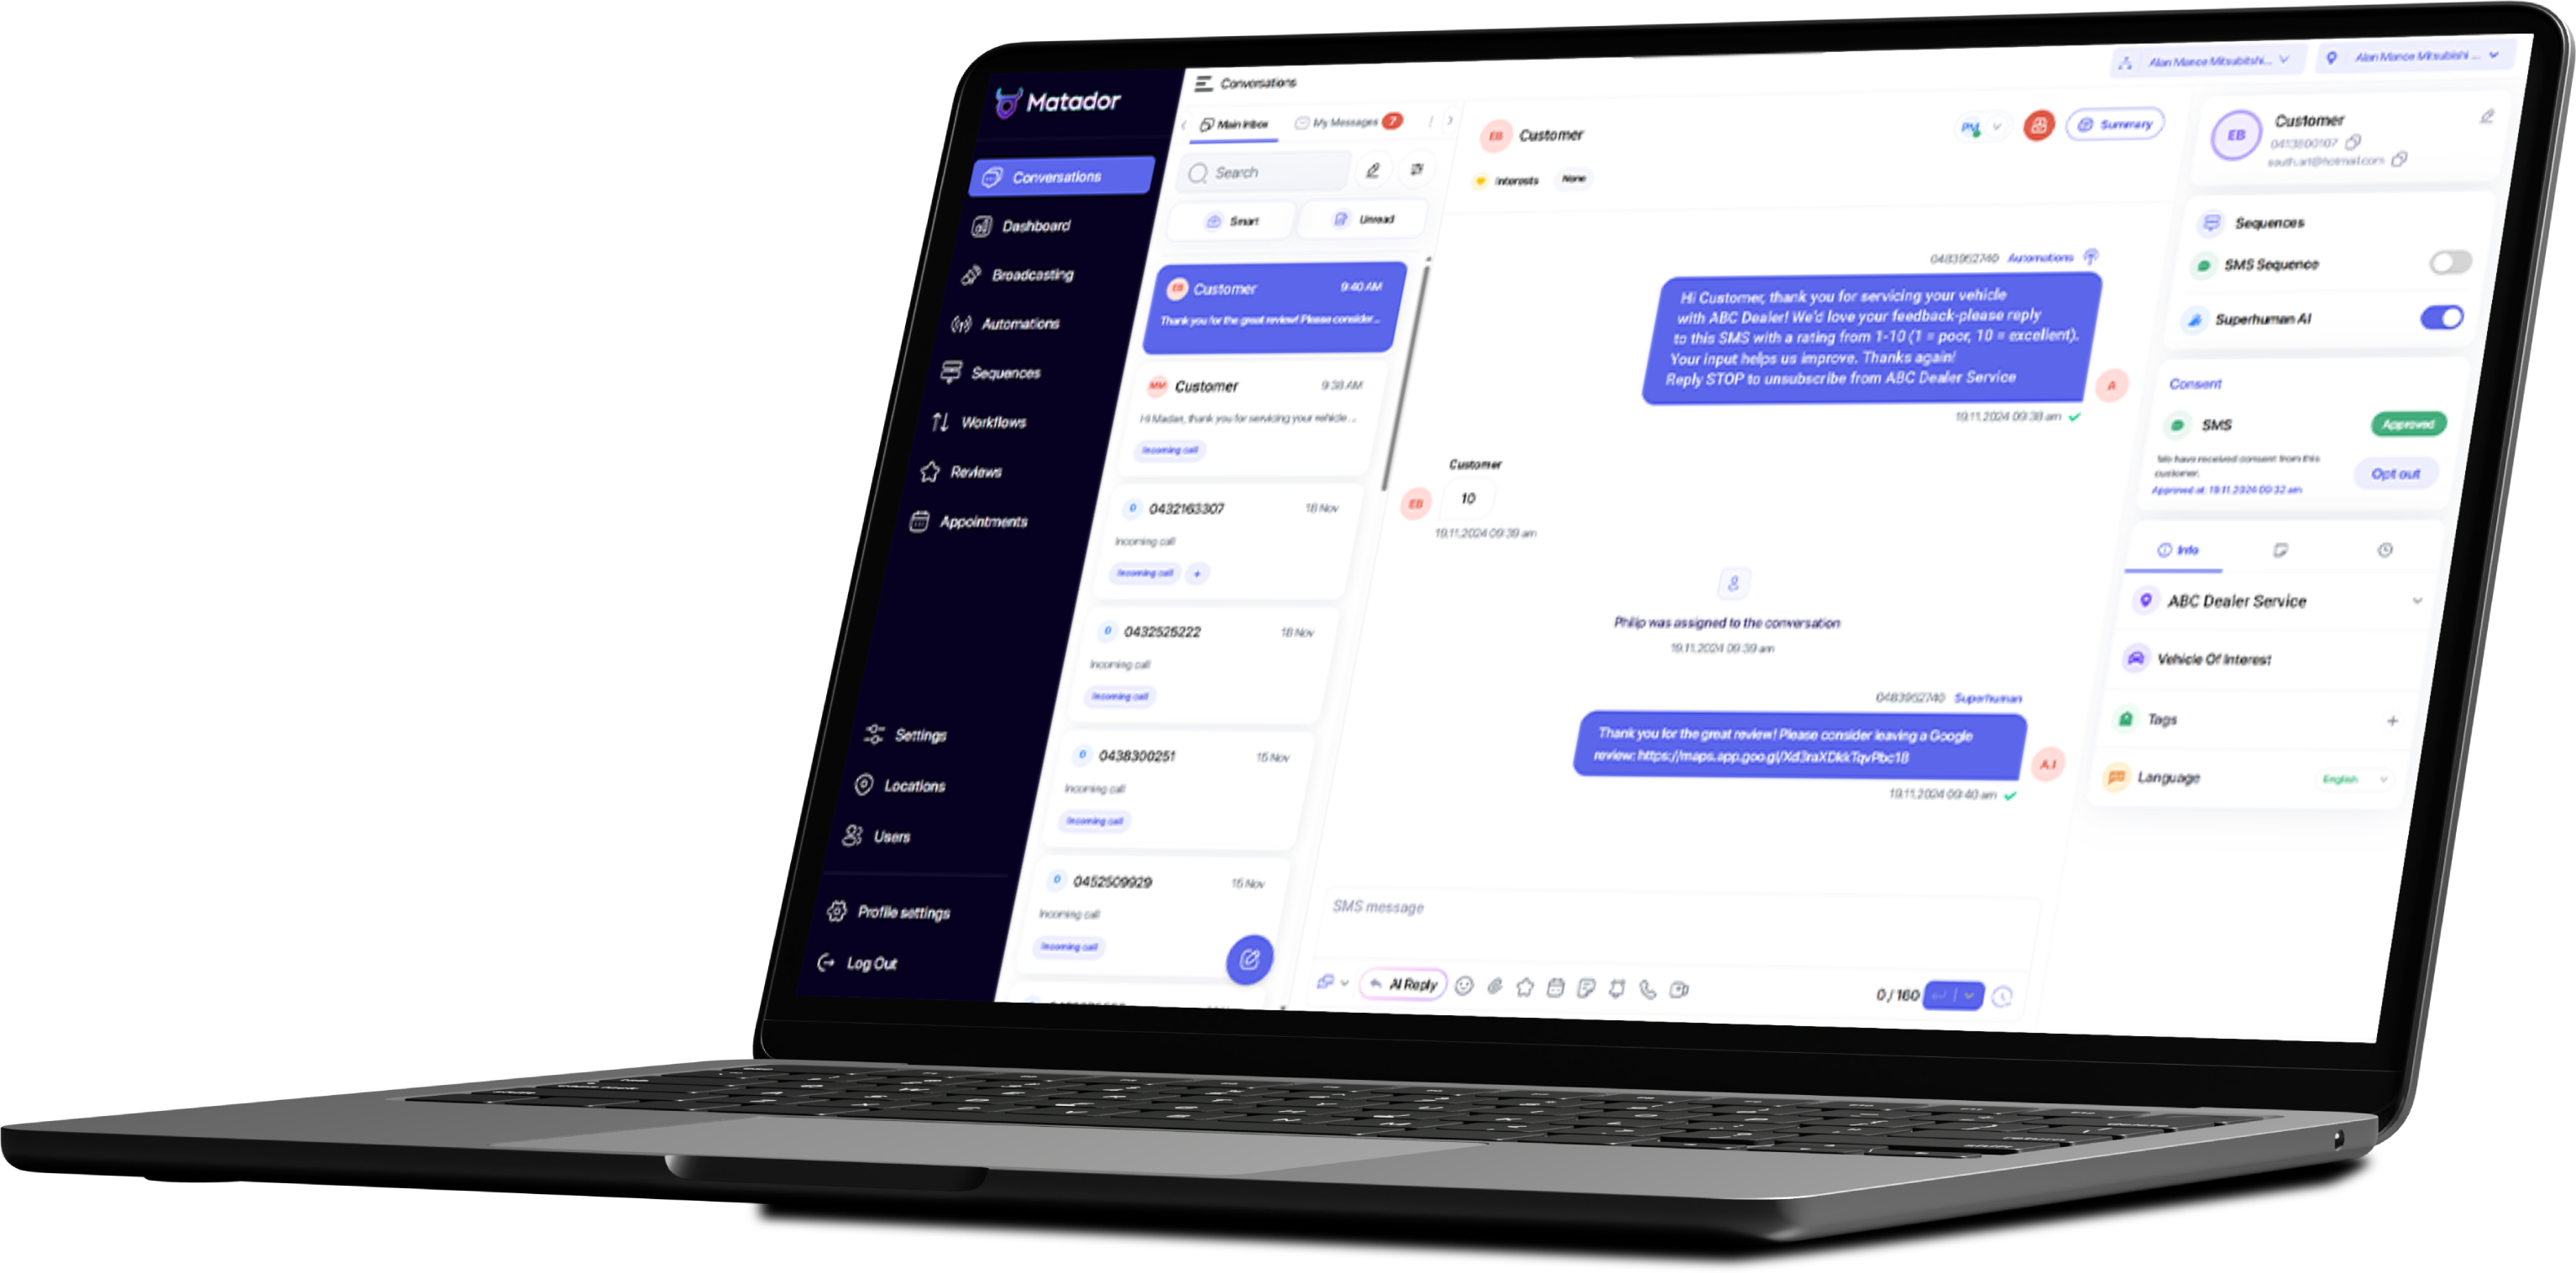 Matador
Conversations
Dashboard
Broadcasting
Automations
Sequences
Workflows
Reviews
Appointments
Settings
Locations
Users
Profile settings
Log Out
Conversations
Main Inbox
My Messages 7
Search
Smart
Unread
EB Customer 9:40 AM
Thank you for the great review! Please consider...
MM Customer 9:38 AM
thank you for servicing your vehicle ...
Incoming call
0 0432163307 18 Nov
Incoming call
Incoming call +
0 0432525222 18 Nov
Incoming call
Incoming call
0 0438300251 15 Nov
Incoming call
Incoming call
0 0452509929 15 Nov
Incoming call
Incoming call
EB Customer
Interests None
PM
Summary
0483952740 Automations
Hi Customer, thank you for servicing your vehicle
with ABC Dealer! We'd love your feedback-please reply
to this SMS with a rating from 1-10 (1 = poor, 10 = excellent).
Your input helps us improve. Thanks again!
Reply STOP to unsubscribe from ABC Dealer Service
A
19.11.2024 09:38 am
Customer
EB
10
19.11.2024 09:39 am
Philip was assigned to the conversation
19.11.2024 09:39 am
0483952740 Superhuman
Thank you for the great review! Please consider leaving a Google
review: https://maps.app.goo.gl/Xd3raXDkkTqvPbc18
AI
19.11.2024 09:40 am
SMS message
AI Reply
0 / 160
Alan Mance Mitsubitshi...
Alan Mance Mitsubishi ...
EB
Customer
Sequences
SMS Sequence
Superhuman AI
Consent
SMS
Approved
We have received consent from this
customer.
Approved at: 19.11.2024 09:32 am
Opt out
Info
ABC Dealer Service
Vehicle Of Interest
Tags
Language
English